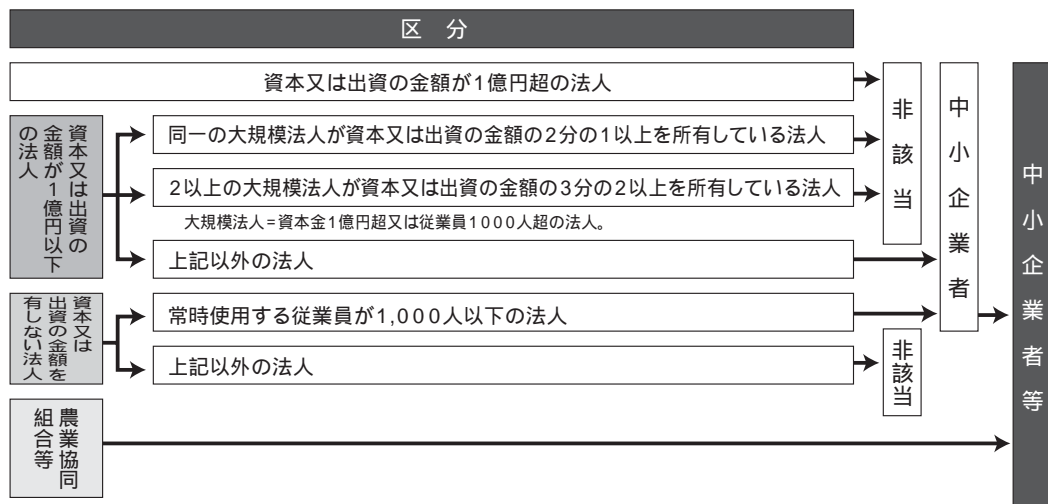 区分
資本又は出資の金額が1億円超の法人
非該当
中小企業者
中小企業者等
資本又は出資の
金額が1億円以下
の法人
同一の大規模法人が資本又は出資の金額の2分の1以上を所有している法人
2以上の大規模法人が資本又は出資の金額の3分の2以上を所有している法人
大規模法人=資本金1億円超又は従業員1000人超の法人。
上記以外の法人
資本又は
出資の金額を
有しない法人
常時使用する従業員が1,000人以下の法人
上記以外の法人
非該当
農業協同
組合等